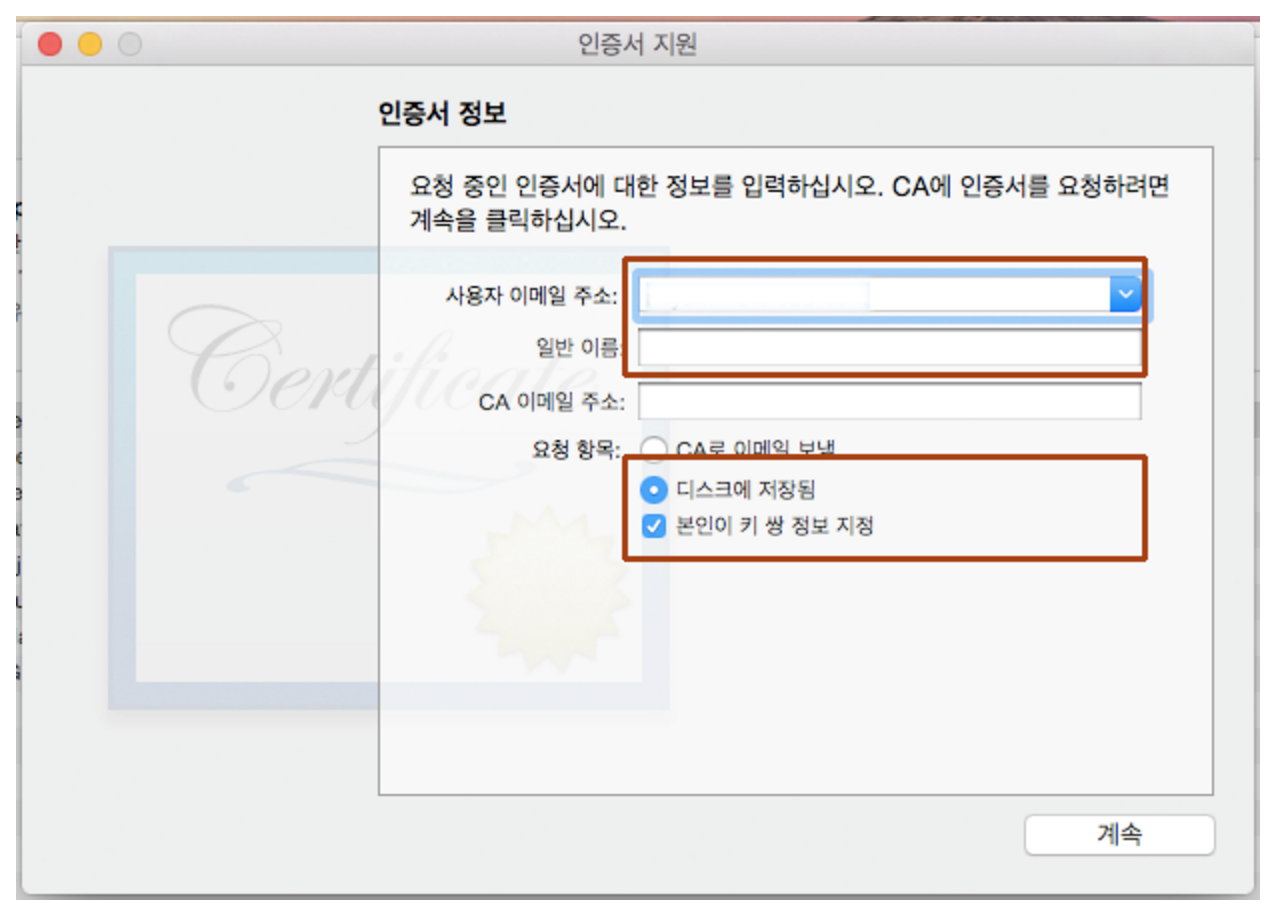 인증서 지원
인증서 정보
요청 중인 인증서에 대한 정보를 입력하십시오. CA에 인증서를 요청하려면
계속을 클릭하십시오.
사용자 이메일 주소:
일반 이름:
CA 이메일 주소:
요청 항목: CA로 이메일 보냄
디스크에 저장됨
본인이 키 쌍 정보 지정
Certificate
계속